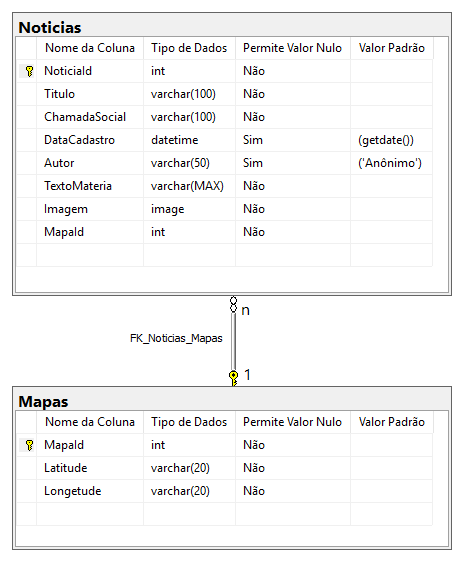 Noticias
Nome da Coluna Tipo de Dados Permite Valor Nulo Valor Padrão
NoticiaId int Não
Titulo varchar(100) Não
ChamadaSocial varchar(100) Não
DataCadastro datetime Sim (getdate())
Autor varchar(50) Sim ('Anônimo')
TextoMateria varchar(MAX) Não
Imagem image Não
MapaId int Não
n
FK_Noticias_Mapas
1
Mapas
Nome da Coluna Tipo de Dados Permite Valor Nulo Valor Padrão
MapaId int Não
Latitude varchar(20) Não
Longetude varchar(20) Não